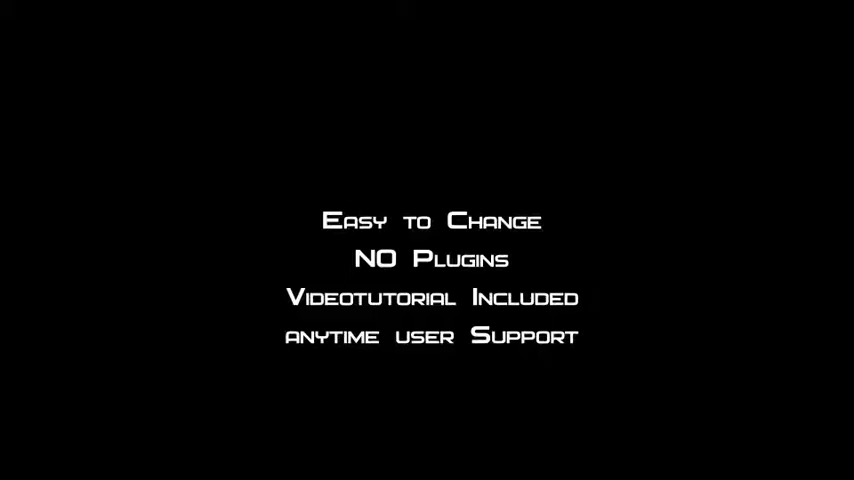 Easy to Change
NO Plugins
Videotutorial Included
anytime user Support